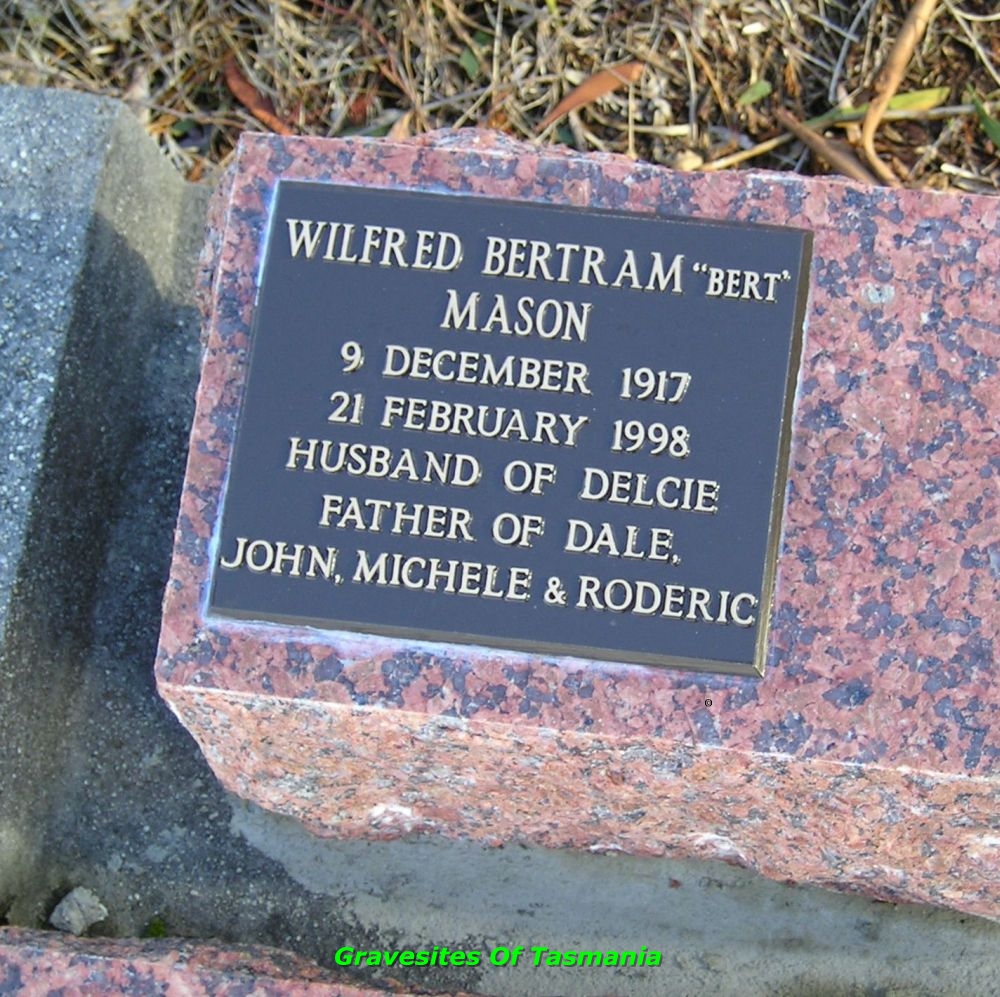 WILFRED BERTRAM "BERT"
MASON
9 DECEMBER 1917
21 FEBRUARY 1998
HUSBAND OF DELCIE
FATHER OF DALE,
JOHN, MICHELE & RODERIC
©
Gravesites Of Tasmania